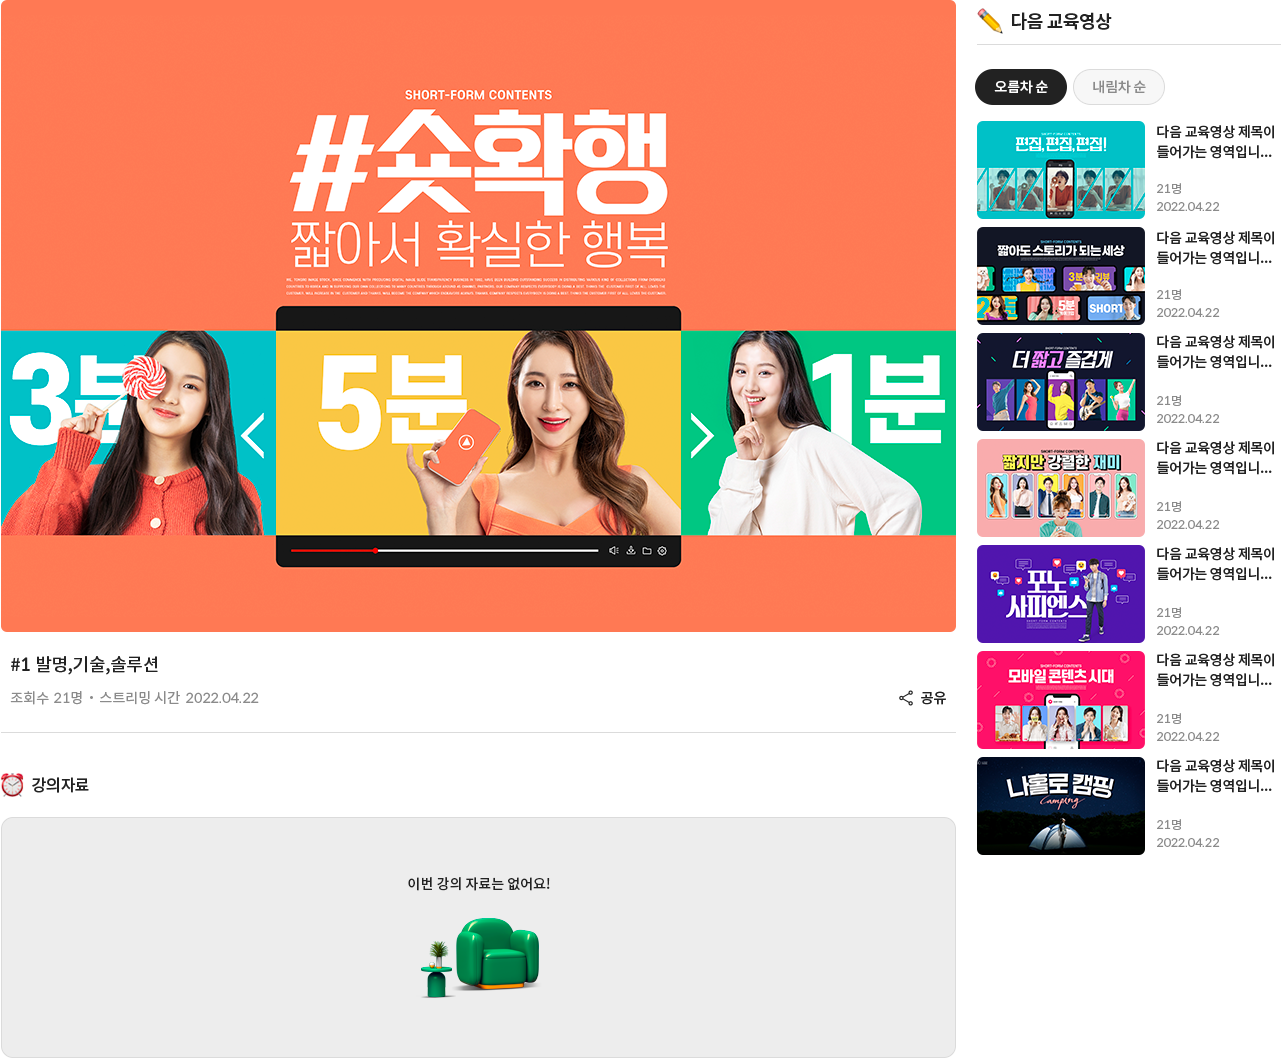 SHORT-FORM CONTENTS
#숏확행
짧아서 확실한 행복
3분
5분
1분
#1 발명,기술,솔루션
조회수 21명 • 스트리밍 시간 2022.04.22
공유
강의자료
이번 강의 자료는 없어요!
다음 교육영상
오름차 순
내림차 순
편집, 편집, 편집!
다음 교육영상 제목이
들어가는 영역입니...
21명
2022.04.22
SHORT-FORM CONTENTS
짧아도 스토리가 되는 세상
3분
리뷰
5분
SHORT
다음 교육영상 제목이
들어가는 영역입니...
21명
2022.04.22
SHORT-FORM CONTENTS
더 짧고 즐겁게
다음 교육영상 제목이
들어가는 영역입니...
21명
2022.04.22
SHORT-FORM CONTENTS
짧지만 강렬한 재미
다음 교육영상 제목이
들어가는 영역입니...
21명
2022.04.22
포노
사피엔스
다음 교육영상 제목이
들어가는 영역입니...
21명
2022.04.22
SHORT-FORM CONTENTS
모바일 콘텐츠 시대
다음 교육영상 제목이
들어가는 영역입니...
21명
2022.04.22
나홀로 캠핑
Camping
다음 교육영상 제목이
들어가는 영역입니...
21명
2022.04.22